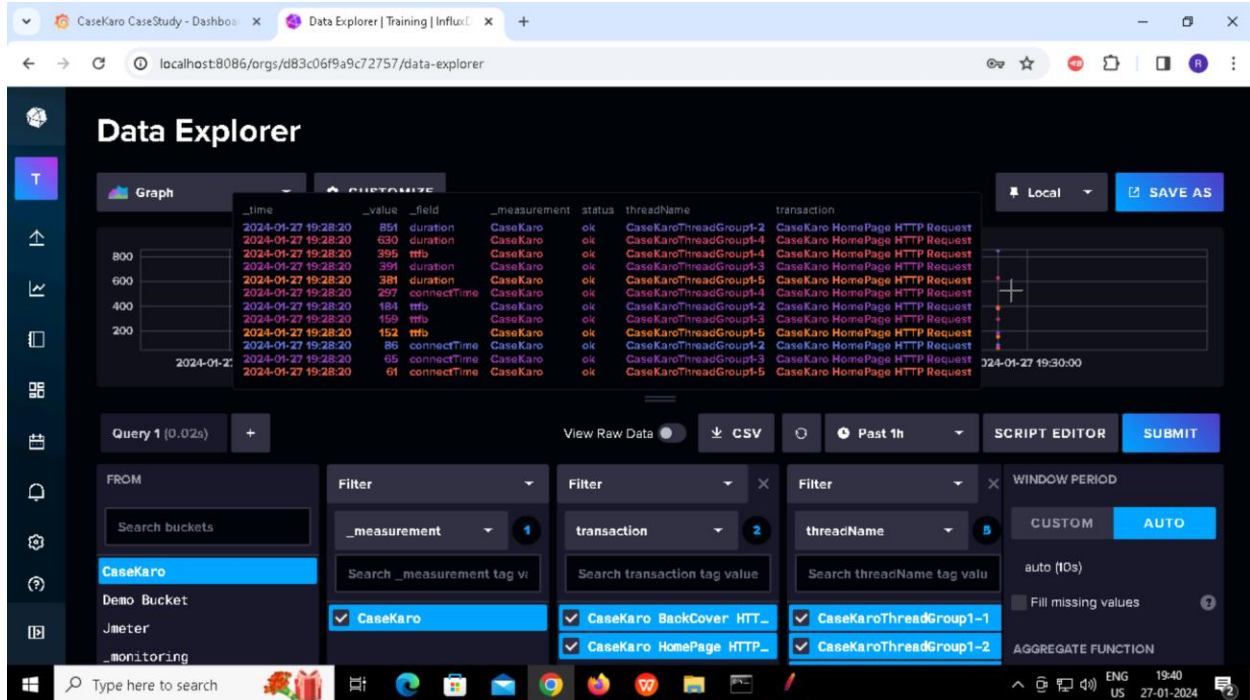 CaseKaro CaseStudy - Dashboa
Data Explorer | Training | InfluxD
localhost:8086/orgs/d83c06f9a9c72757/data-explorer
R
Data Explorer
T
Graph
CUSTOMIZE
Local
SAVE AS
_time _value _field _measurement status threadName transaction
2024-01-27 19:28:20 851 duration CaseKaro ok CaseKaroThreadGroup1-2 CaseKaro HomePage HTTP Request
2024-01-27 19:28:20 630 duration CaseKaro ok CaseKaroThreadGroup1-4 CaseKaro HomePage HTTP Request
2024-01-27 19:28:20 395 ttfb CaseKaro ok CaseKaroThreadGroup1-4 CaseKaro HomePage HTTP Request
2024-01-27 19:28:20 391 duration CaseKaro ok CaseKaroThreadGroup1-3 CaseKaro HomePage HTTP Request
2024-01-27 19:28:20 381 duration CaseKaro ok CaseKaroThreadGroup1-5 CaseKaro HomePage HTTP Request
2024-01-27 19:28:20 297 connectTime CaseKaro ok CaseKaroThreadGroup1-4 CaseKaro HomePage HTTP Request
2024-01-27 19:28:20 184 ttfb CaseKaro ok CaseKaroThreadGroup1-2 CaseKaro HomePage HTTP Request
2024-01-27 19:28:20 159 ttfb CaseKaro ok CaseKaroThreadGroup1-3 CaseKaro HomePage HTTP Request
2024-01-27 19:28:20 152 ttfb CaseKaro ok CaseKaroThreadGroup1-5 CaseKaro HomePage HTTP Request
2024-01-27 19:28:20 86 connectTime CaseKaro ok CaseKaroThreadGroup1-2 CaseKaro HomePage HTTP Request
2024-01-27 19:28:20 65 connectTime CaseKaro ok CaseKaroThreadGroup1-3 CaseKaro HomePage HTTP Request
2024-01-27 19:28:20 61 connectTime CaseKaro ok CaseKaroThreadGroup1-5 CaseKaro HomePage HTTP Request
800
600
400
200
2024-01-27
024-01-27 19:30:00
Query 1 (0.02s)
+
View Raw Data
CSV
Past 1h
SCRIPT EDITOR
SUBMIT
FROM
Search buckets
CaseKaro
Demo Bucket
Jmeter
_monitoring
Filter
_measurement 1
Search _measurement tag va
CaseKaro
Filter
transaction 2
Search transaction tag value
CaseKaro BackCover HTT…
CaseKaro HomePage HTTP…
Filter
threadName 5
Search threadName tag valu
CaseKaroThreadGroup1-1
CaseKaroThreadGroup1-2
WINDOW PERIOD
CUSTOM AUTO
auto (10s)
Fill missing values
AGGREGATE FUNCTION
Type here to search
ENG
US
19:40
27-01-2024
2